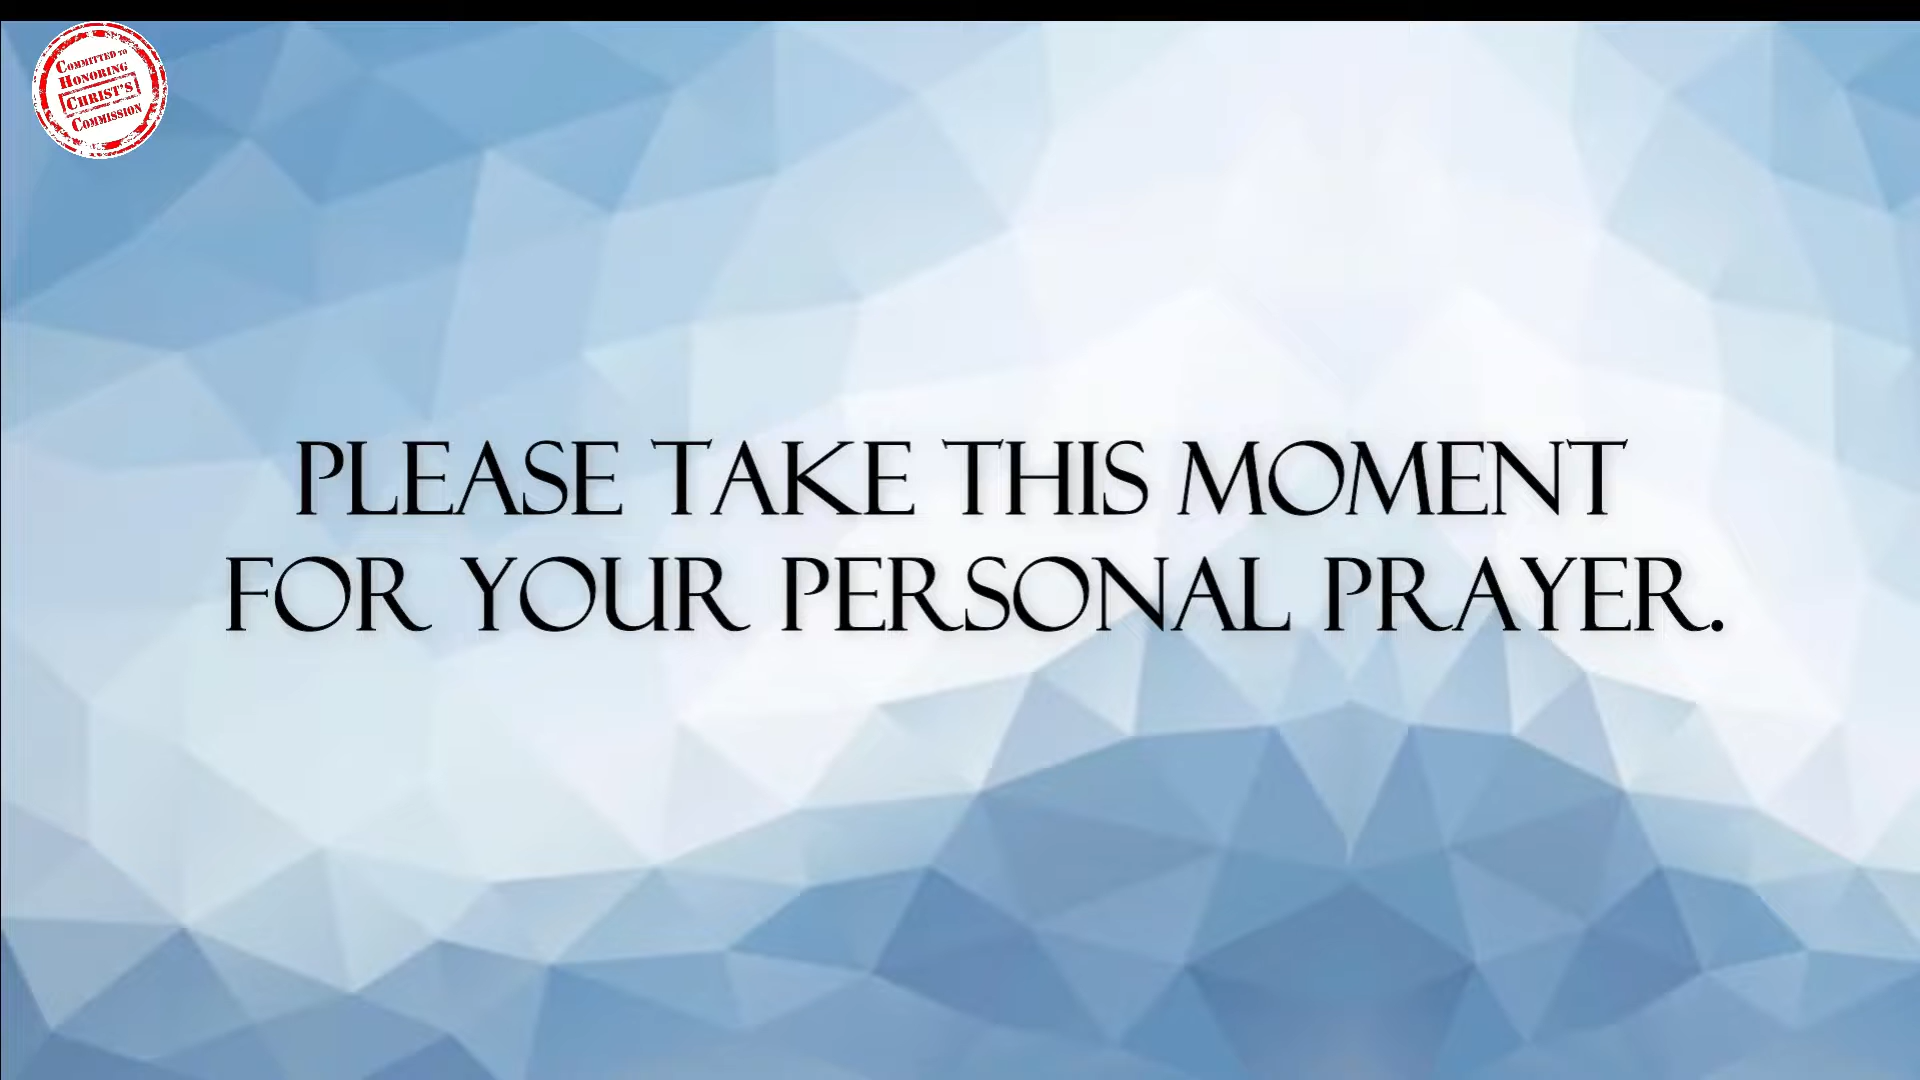 COMMITTED TO
HONORING
CHRIST'S
COMMISSION
PLEASE TAKE THIS MOMENT
FOR YOUR PERSONAL PRAYER.